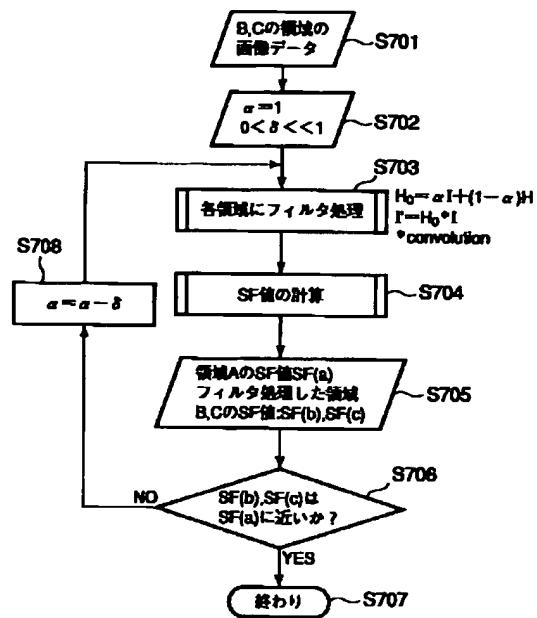 B,Cの領域の
画像データ
S701
α=1
0<δ<<1
S702
S703
各領域にフィルタ処理
H₀=αI+(1-α)H
I'=H₀*I
*convolution
S708
α=α-δ
SF値の計算
S704
領域AのSF値SF(a)
フィルタ処理した領域
B,CのSF値:SF(b),SF(c)
S705
S706
NO
SF(b),SF(c)は
SF(a)に近いか?
YES
終わり
S707